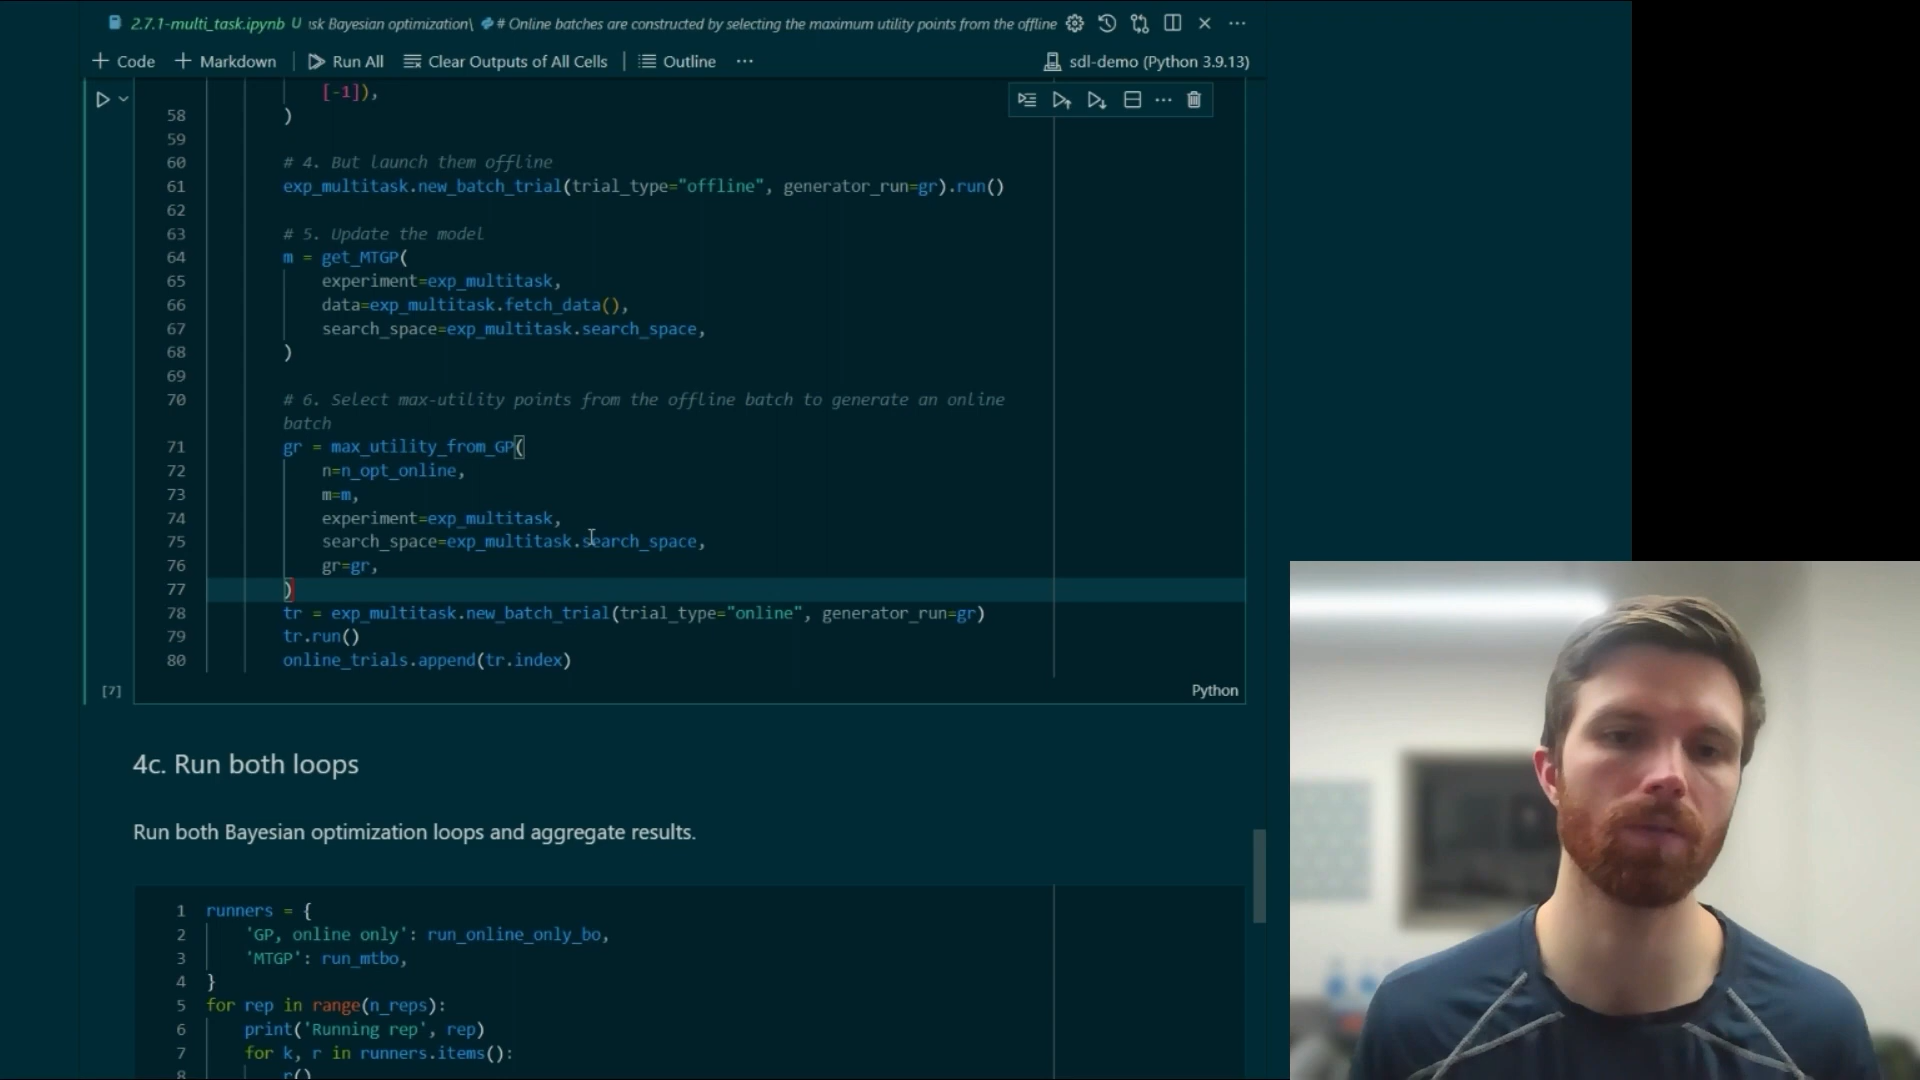 2.7.1-multi_task.ipynb U ısk Bayesian optimization\ # Online batches are constructed by selecting the maximum utility points from the offline
+ Code + Markdown Run All Clear Outputs of All Cells Outline ... sdl-demo (Python 3.9.13)
[-1]),
58 )
59
60 # 4. But launch them offline
61 exp_multitask.new_batch_trial(trial_type="offline", generator_run=gr).run()
62
63 # 5. Update the model
64 m = get_MTGP(
65 experiment=exp_multitask,
66 data=exp_multitask.fetch_data(),
67 search_space=exp_multitask.search_space,
68 )
69
70 # 6. Select max-utility points from the offline batch to generate an online
batch
71 gr = max_utility_from_GP(
72 n=n_opt_online,
73 m=m,
74 experiment=exp_multitask,
75 search_space=exp_multitask.search_space,
76 gr=gr,
77 )
78 tr = exp_multitask.new_batch_trial(trial_type="online", generator_run=gr)
79 tr.run()
80 online_trials.append(tr.index)
[7] Python
4c. Run both loops
Run both Bayesian optimization loops and aggregate results.
1 runners = {
2 'GP, online only': run_online_only_bo,
3 'MTGP': run_mtbo,
4 }
5 for rep in range(n_reps):
6 print('Running rep', rep)
7 for k, r in runners.items():
8 r()